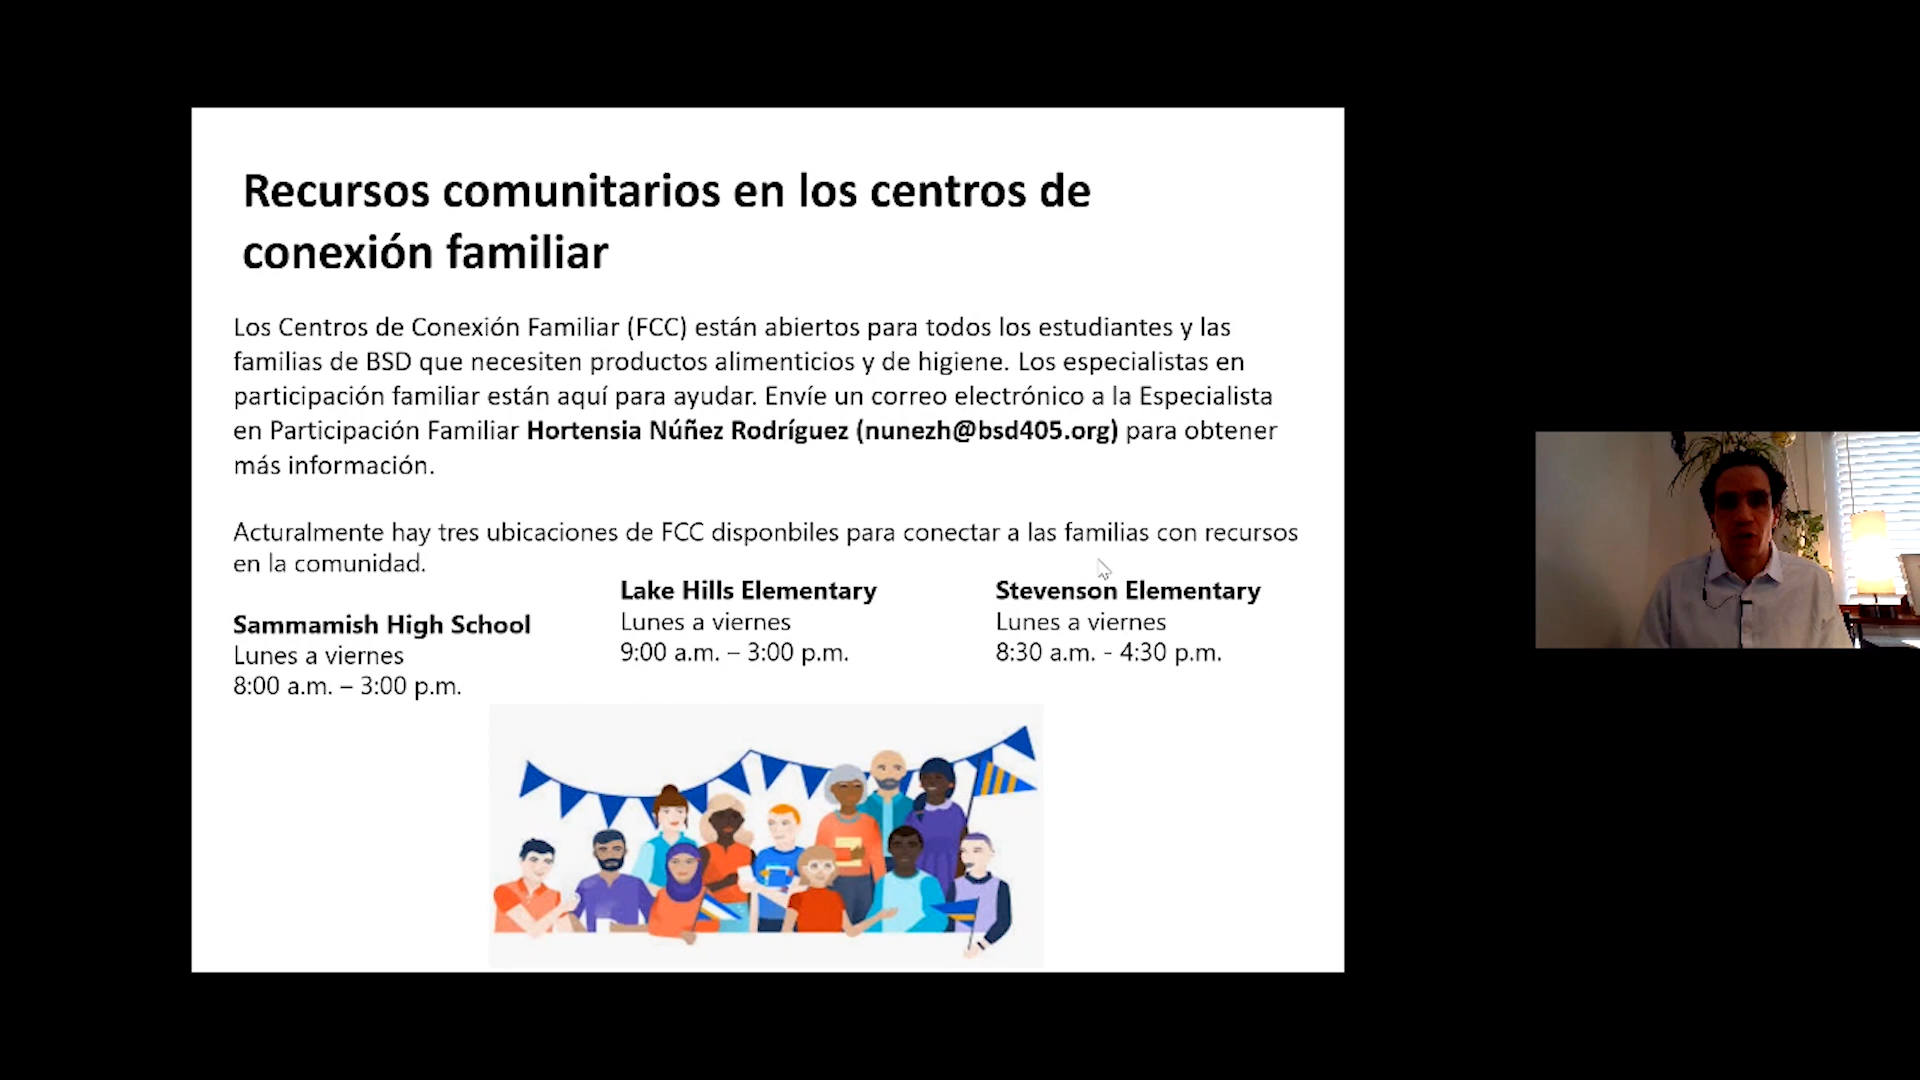 Recursos comunitarios en los centros de
conexión familiar
Los Centros de Conexión Familiar (FCC) están abiertos para todos los estudiantes y las
familias de BSD que necesiten productos alimenticios y de higiene. Los especialistas en
participación familiar están aquí para ayudar. Envíe un correo electrónico a la Especialista
en Participación Familiar Hortensia Núñez Rodríguez (nunezh@bsd405.org) para obtener
más información.
Acturalmente hay tres ubicaciones de FCC disponbiles para conectar a las familias con recursos
en la comunidad.
Sammamish High School
Lunes a viernes
8:00 a.m. – 3:00 p.m.
Lake Hills Elementary
Lunes a viernes
9:00 a.m. – 3:00 p.m.
Stevenson Elementary
Lunes a viernes
8:30 a.m. - 4:30 p.m.